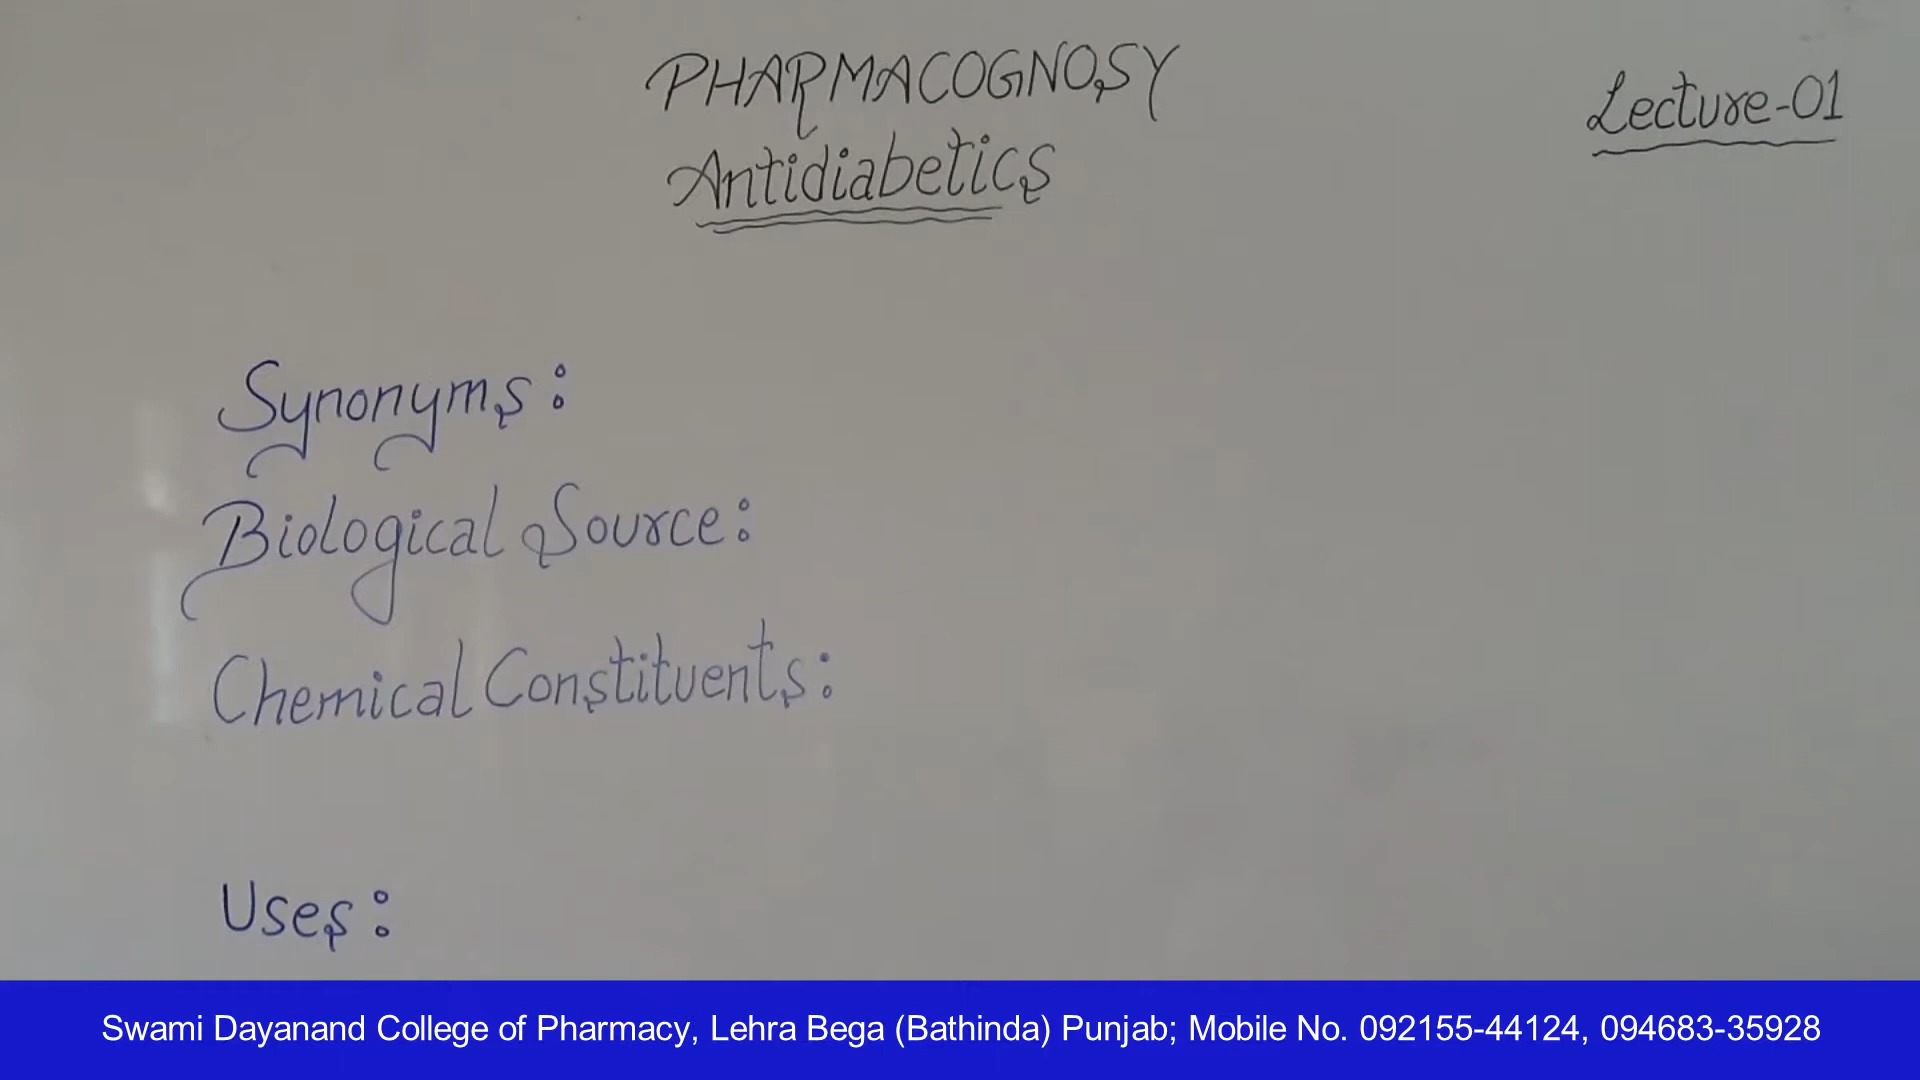 PHARMACOGNOSY
Lecture-01
Antidiabetics
Synonyms:
Biological Source:
Chemical Constituents:
Uses:
Swami Dayanand College of Pharmacy, Lehra Bega (Bathinda) Punjab; Mobile No. 092155-44124, 094683-35928